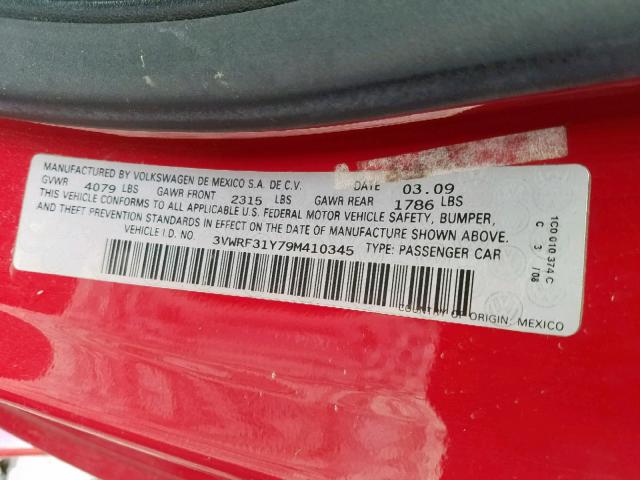 MANUFACTURED BY VOLKSWAGEN DE MEXICO S.A. DE C.V. DATE 03.09
GVWR 4079 LBS GAWR FRONT 2315 LBS GAWR REAR 1786 LBS
THIS VEHICLE CONFORMS TO ALL APPLICABLE U.S. FEDERAL MOTOR VEHICLE SAFETY, BUMPER,
AND THEFT PREVENTION STANDARDS IN EFFECT ON THE DATE OF MANUFACTURE SHOWN ABOVE.
VEHICLE I.D. NO. 3VWRF31Y79M410345 TYPE: PASSENGER CAR
COUNTRY OF ORIGIN: MEXICO
1C0 010 374 C
C 3 /08